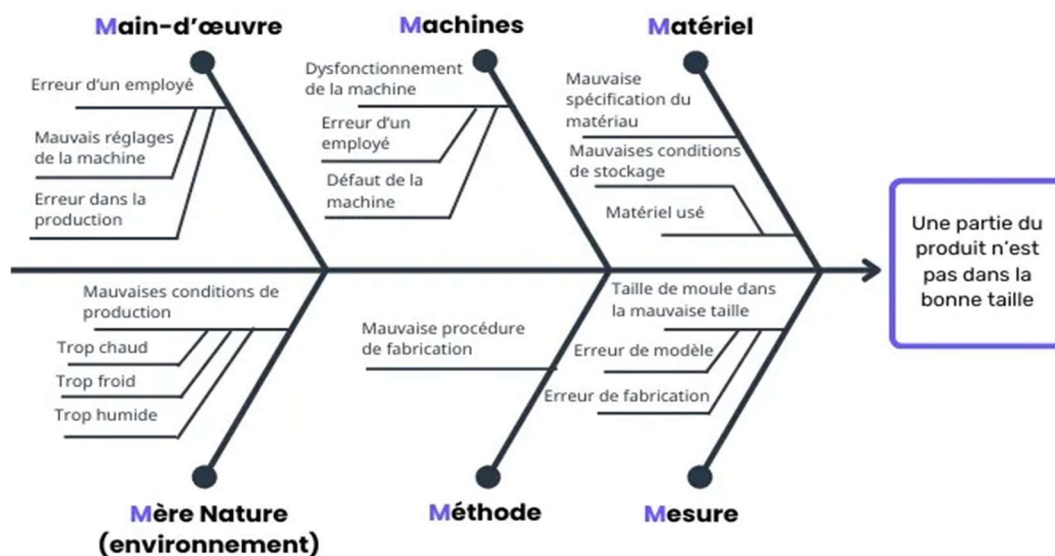 Main-d’œuvre
Erreur d’un employé
Mauvais réglages
de la machine
Erreur dans la
production
Machines
Dysfonctionnement
de la machine
Erreur d’un
employé
Défaut de la
machine
Matériel
Mauvaise
spécification du
matériau
Mauvaises conditions
de stockage
Matériel usé
Une partie du
produit n’est
pas dans la
bonne taille
Mauvaises conditions de
production
Trop chaud
Trop froid
Trop humide
Mère Nature
(environnement)
Mauvaise procédure
de fabrication
Méthode
Taille de moule dans
la mauvaise taille
Erreur de modèle
Erreur de fabrication
Mesure